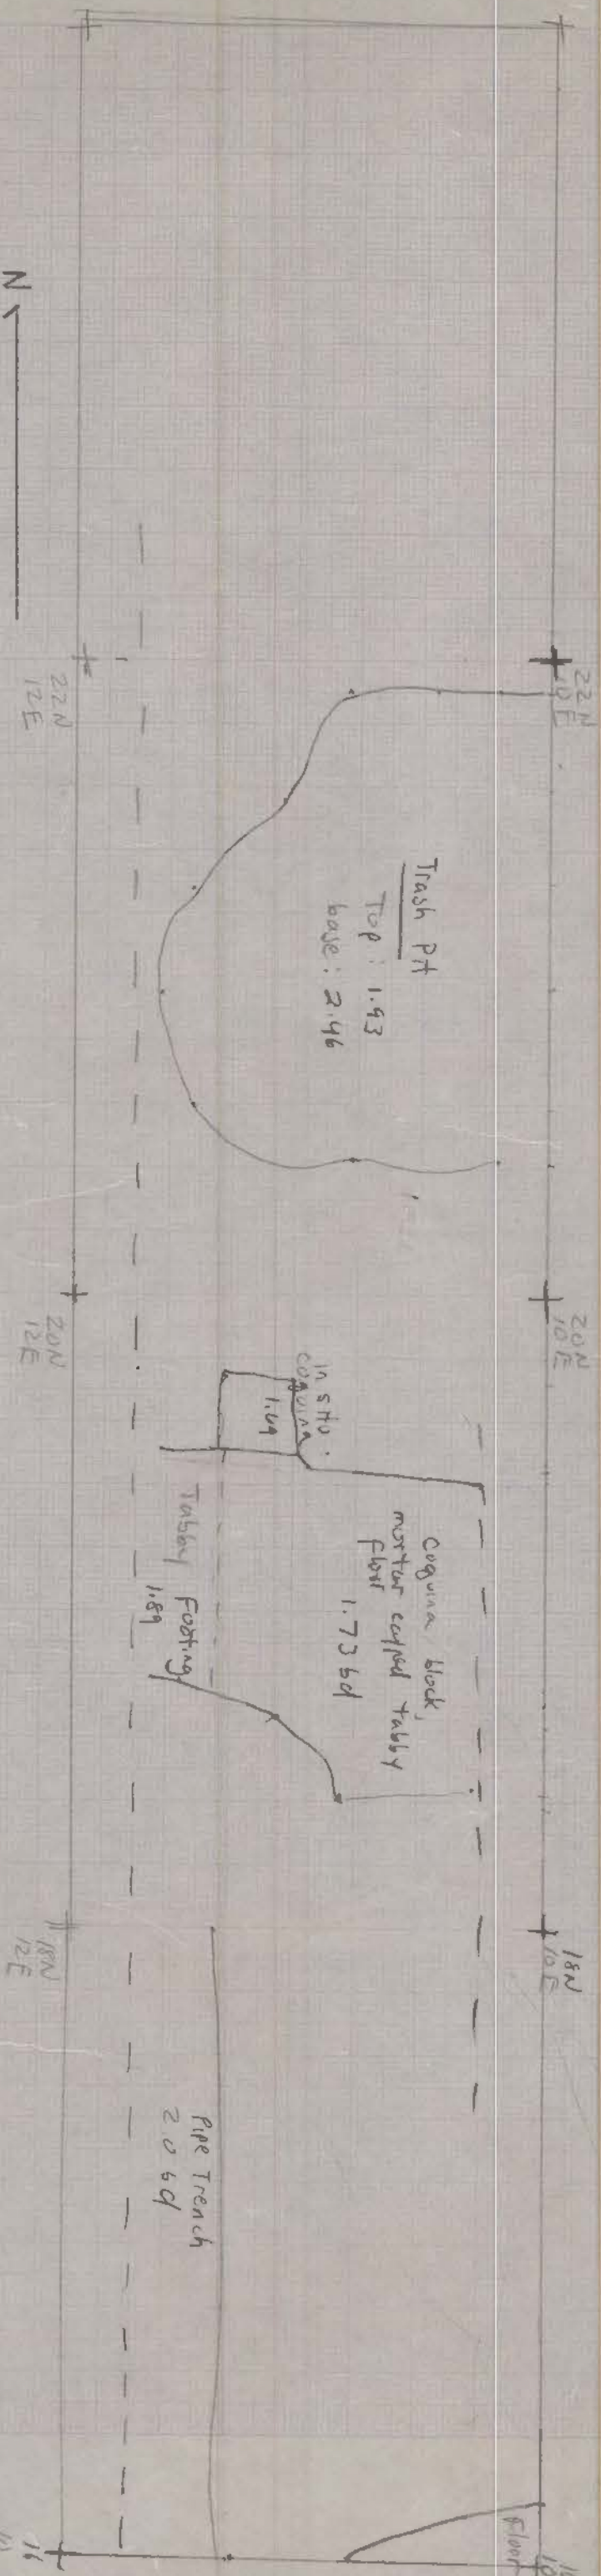 N
22N
10E
22N
12E
Trash Pit
Top : 1.93
base : 2.46
20N
10E
20N
12E
in situ
coquina
1.69
coquina block,
mortar capped tabby
floor
1.73 bd
Tabby Footing
1.89
18N
10E
18N
12E
Pipe Trench
2.0 bd
Floor
16